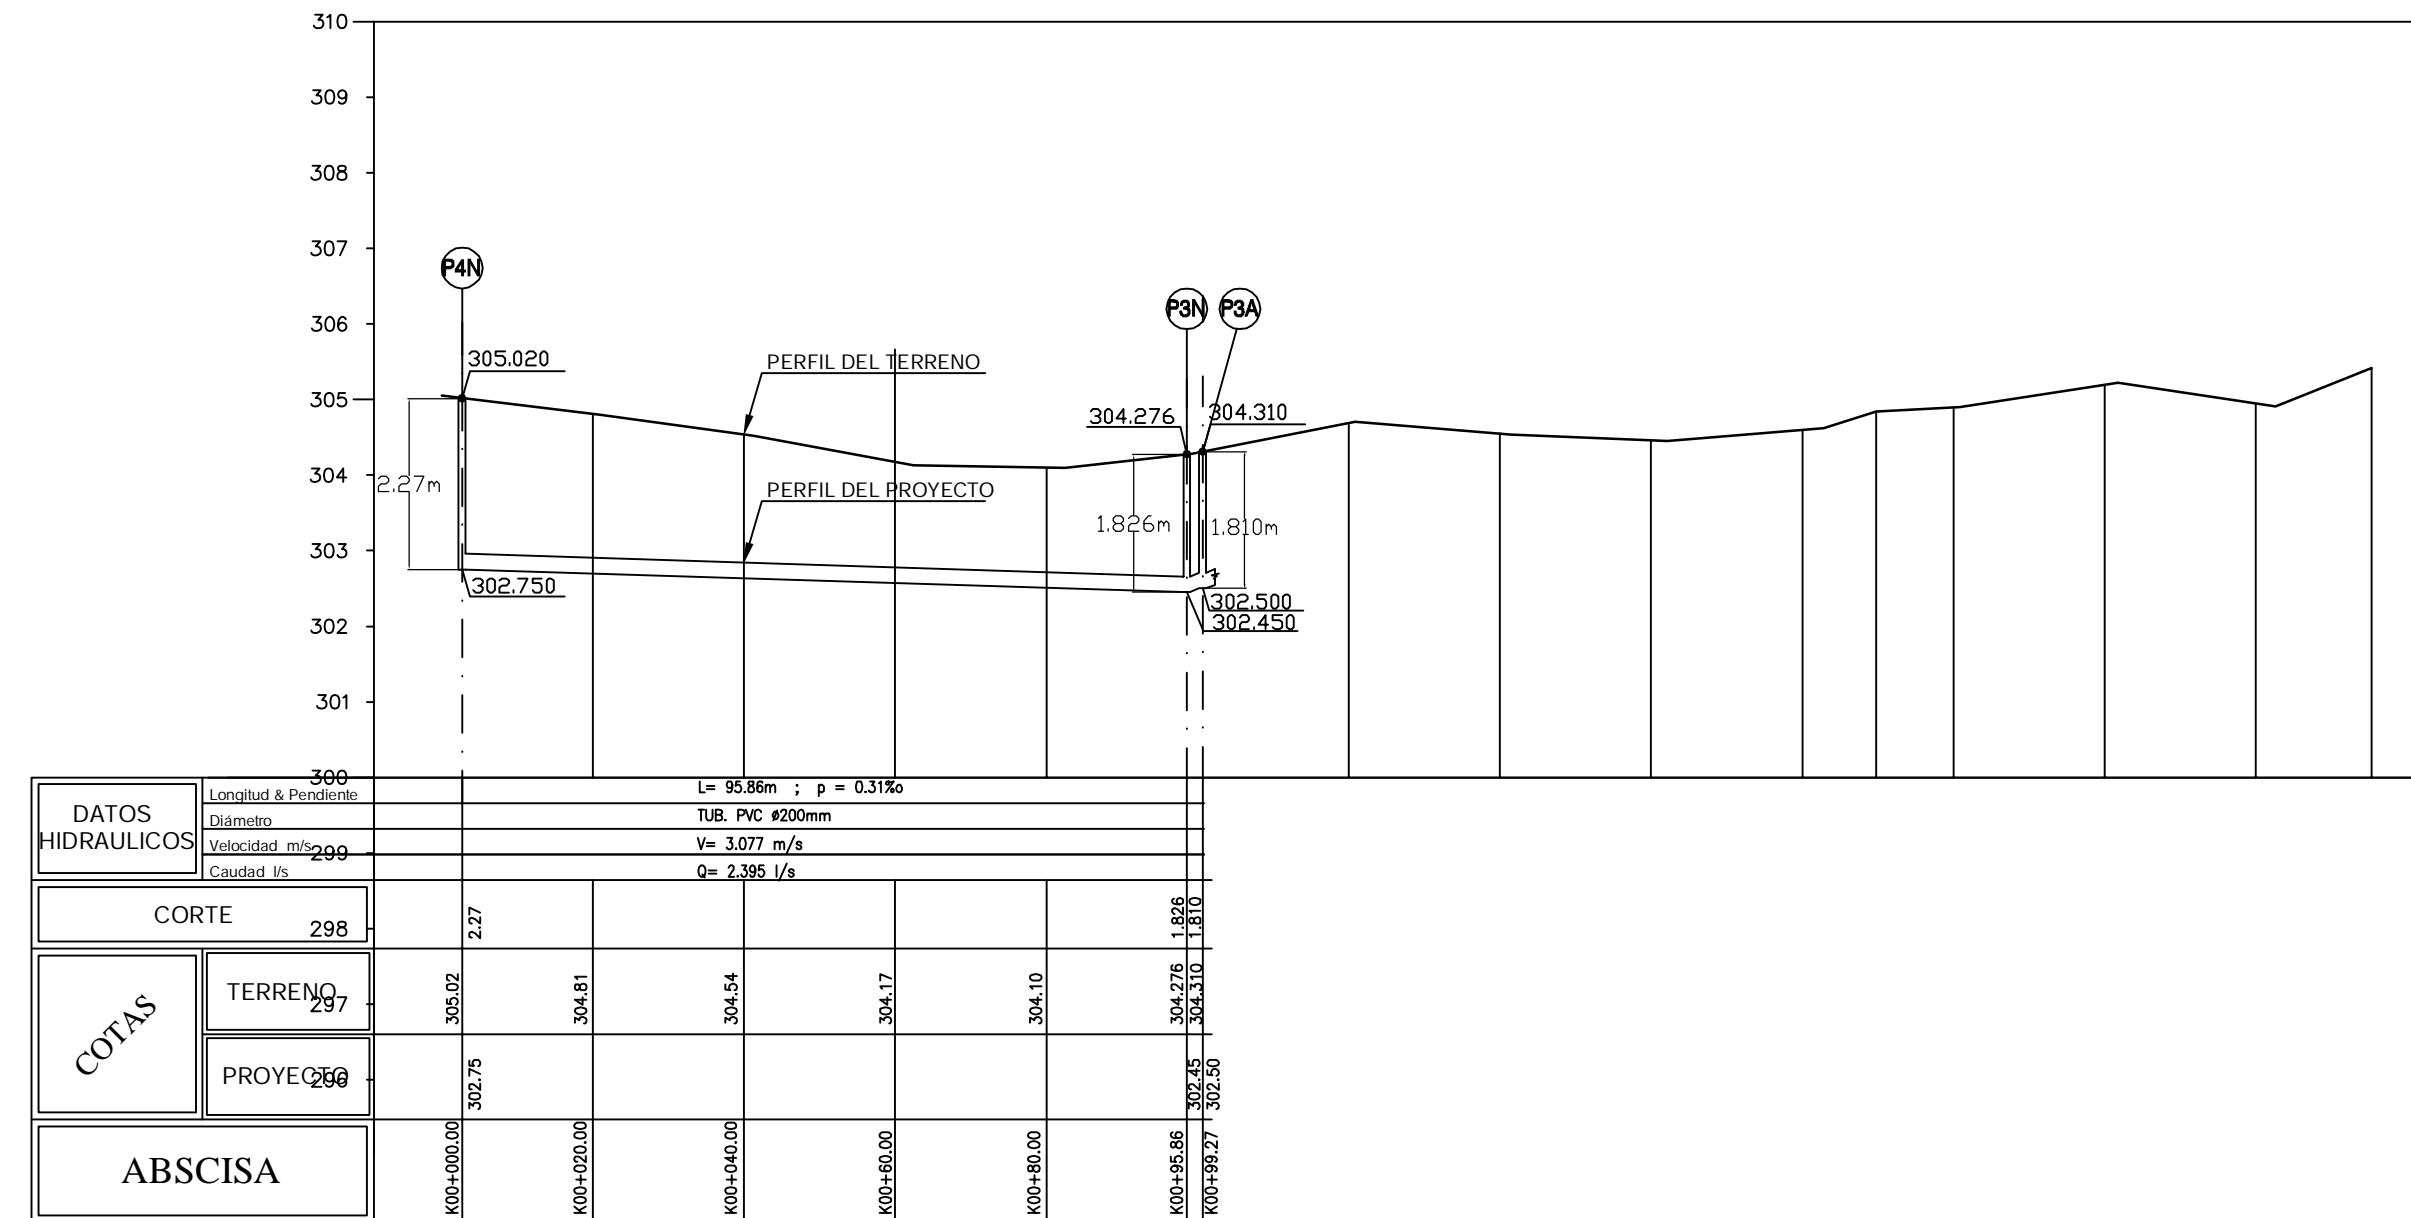 310
309
308
307
306
305
304
303
302
301
300
299
298
297
296
P4N
P3N
P3A
305.020
PERFIL DEL TERRENO
304.276
304.310
2.27m
PERFIL DEL PROYECTO
1.826m
1.810m
302.750
302.500
302.450
DATOS
HIDRAULICOS
Longitud & Pendiente
L= 95.86m ; p = 0.31‰
Diámetro
TUB. PVC ø200mm
Velocidad m/s
V= 3.077 m/s
Caudad l/s
Q= 2.395 l/s
CORTE
2.27
1.826
1.810
COTAS
TERRENO
305.02
304.81
304.54
304.17
304.10
304.276
304.310
PROYECTO
302.75
302.45
302.50
ABSCISA
K00+000.00
K00+020.00
K00+040.00
K00+60.00
K00+80.00
K00+95.86
K00+99.27